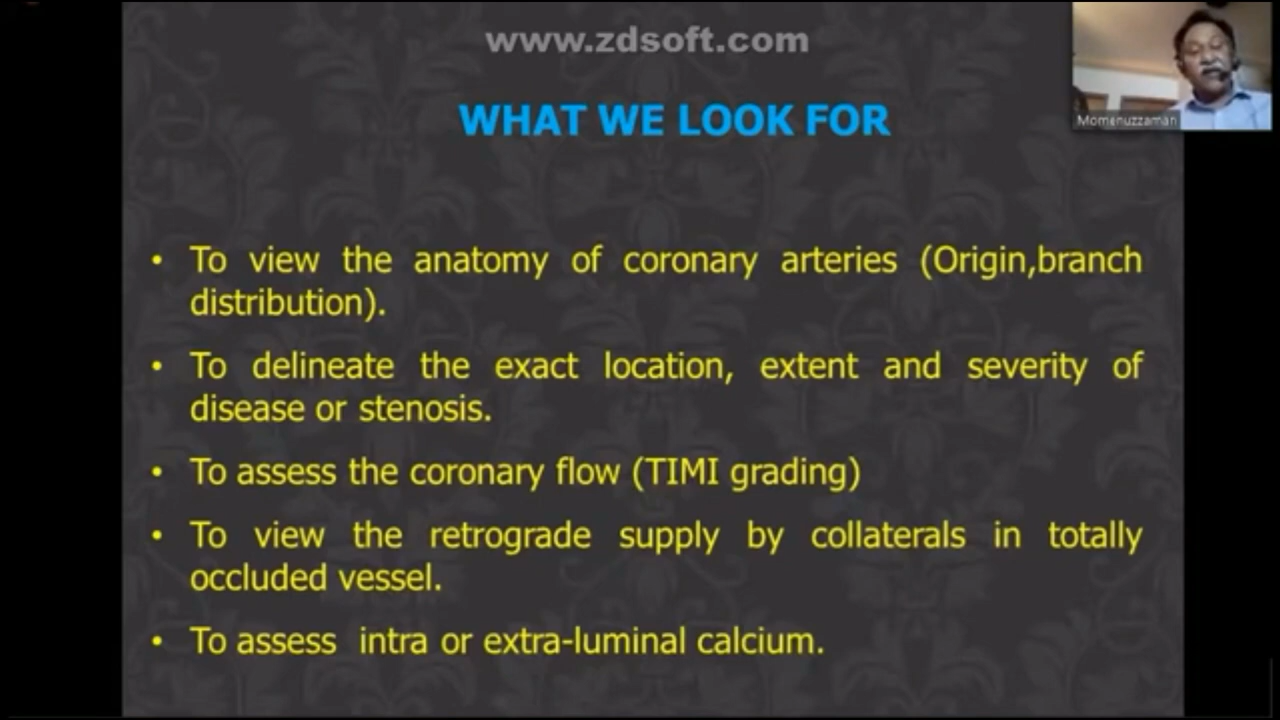 www.zdsoft.com
WHAT WE LOOK FOR
Momenuzzaman
• To view the anatomy of coronary arteries (Origin,branch
distribution).
• To delineate the exact location, extent and severity of
disease or stenosis.
• To assess the coronary flow (TIMI grading)
• To view the retrograde supply by collaterals in totally
occluded vessel.
• To assess intra or extra-luminal calcium.